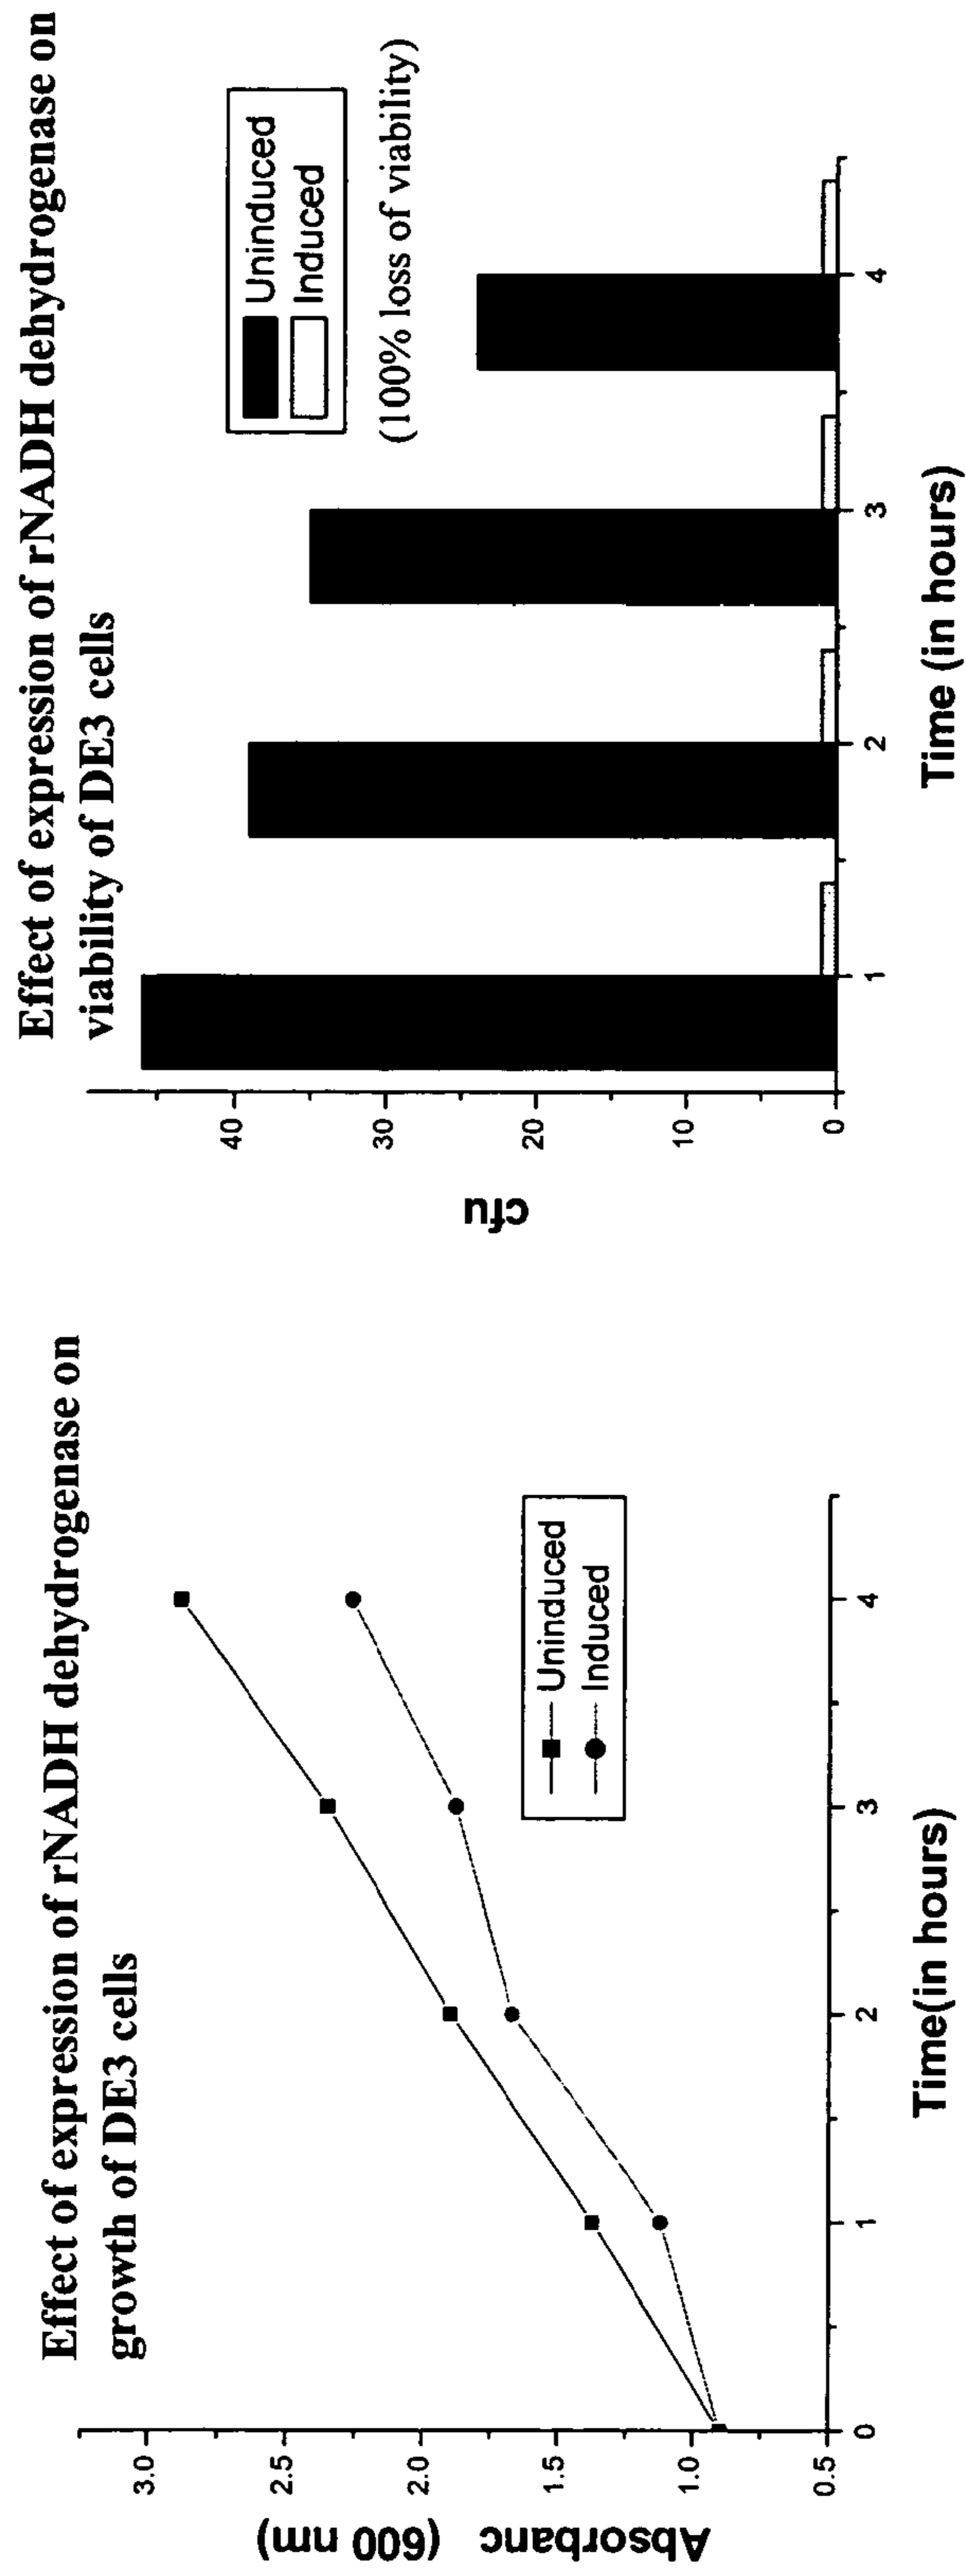 Effect of expression of rNADH dehydrogenase on
growth of DE3 cells
Absorbanc (600 nm)
3.0
2.5
2.0
1.5
1.0
0.5
0
1
2
3
4
Time(in hours)
Uninduced
Induced
Effect of expression of rNADH dehydrogenase on
viability of DE3 cells
cfu
40
30
20
10
0
1
2
3
4
Time (in hours)
Uninduced
Induced
(100% loss of viability)